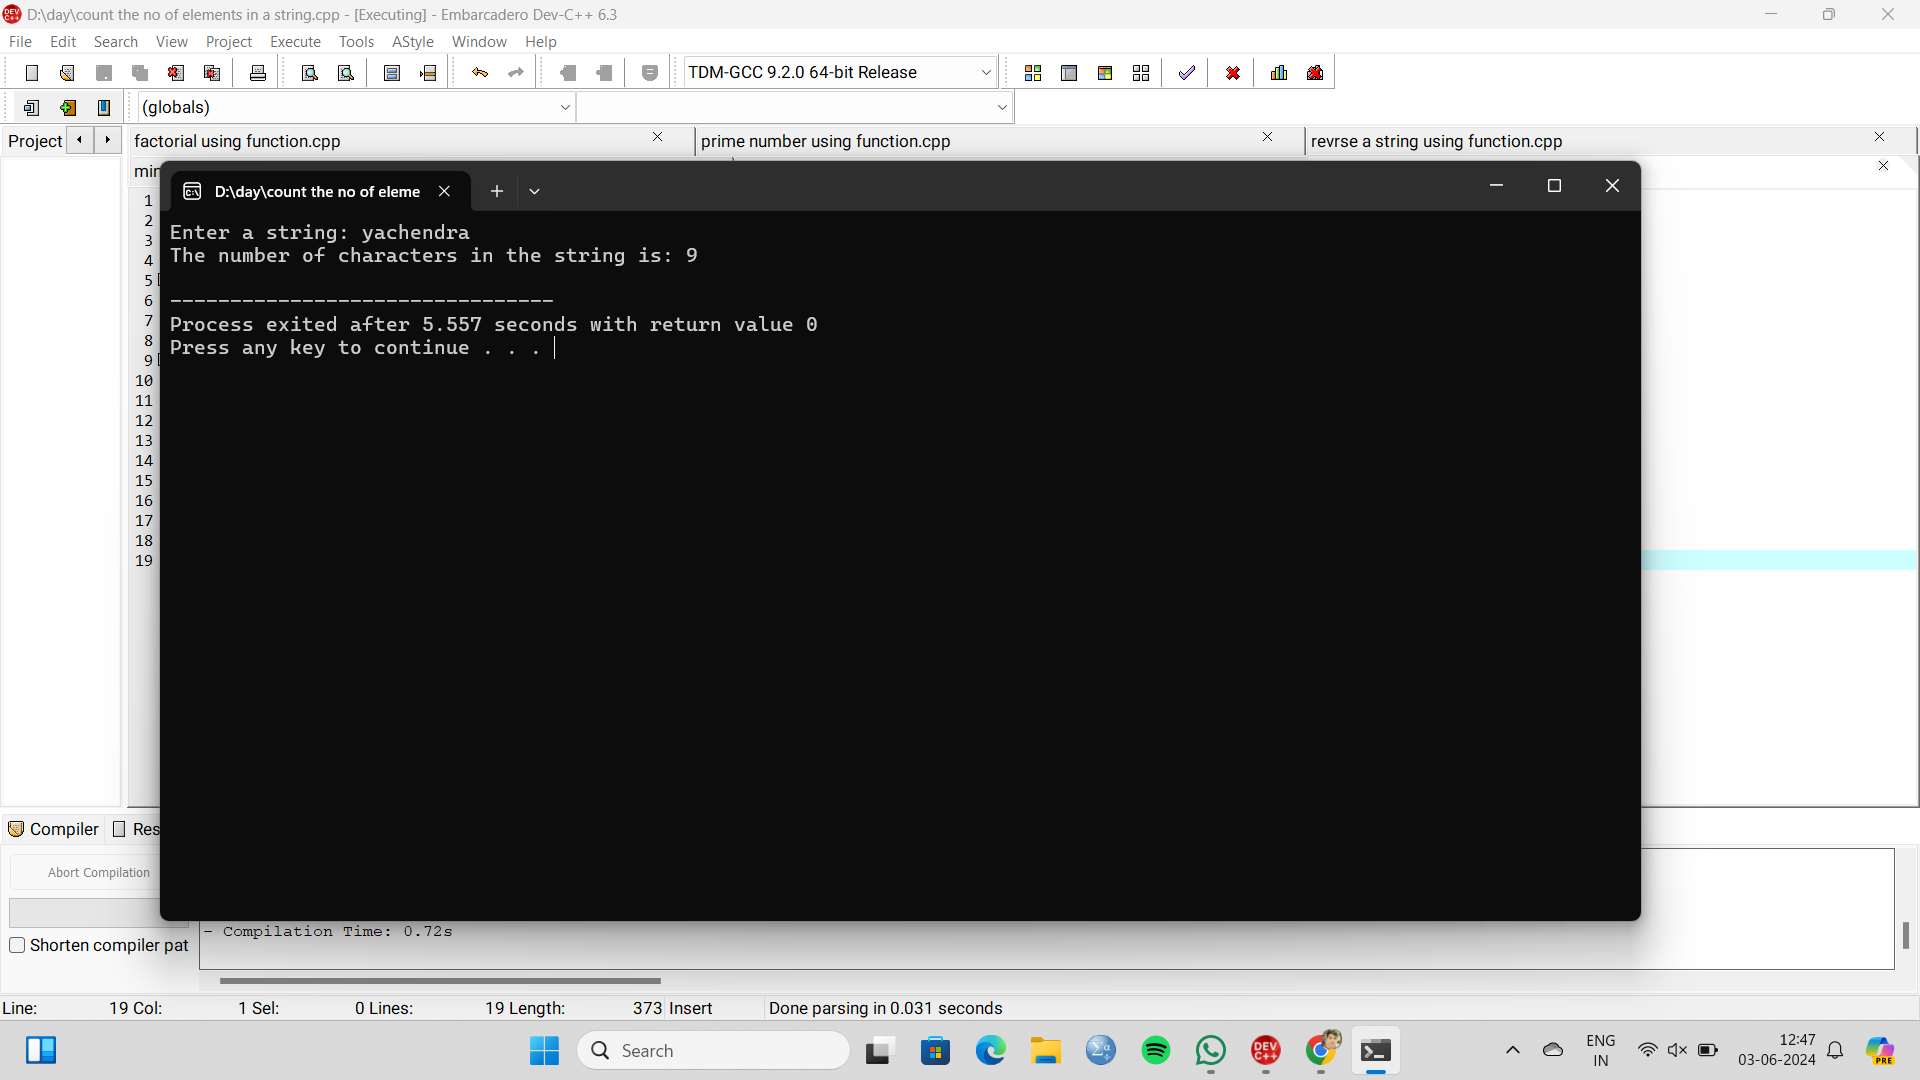 D:\day\count the no of elements in a string.cpp - [Executing] - Embarcadero Dev-C++ 6.3
File Edit Search View Project Execute Tools AStyle Window Help
TDM-GCC 9.2.0 64-bit Release
(globals)
Project
factorial using function.cpp
prime number using function.cpp
revrse a string using function.cpp
D:\day\count the no of eleme
Enter a string: yachendra
The number of characters in the string is: 9
--------------------------------
Process exited after 5.557 seconds with return value 0
Press any key to continue . . .
1
2
3
4
5
6
7
8
9
10
11
12
13
14
15
16
17
18
19
Compiler
Res
Abort Compilation
Shorten compiler pat
- Compilation Time: 0.72s
Line: 19 Col: 1 Sel: 0 Lines: 19 Length: 373 Insert Done parsing in 0.031 seconds
Search
DEV C++
ENG
IN
12:47
03-06-2024
PRE